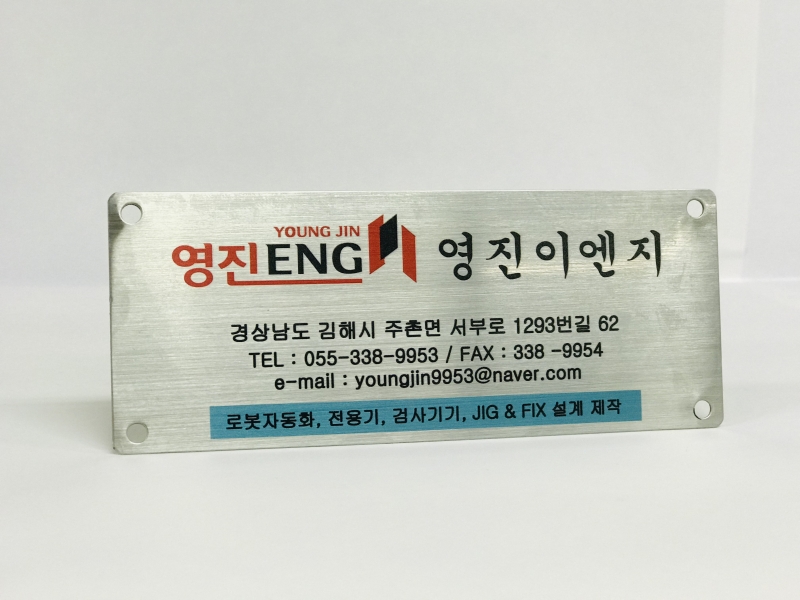 YOUNG JIN
영진ENG 영진이엔지
경상남도 김해시 주촌면 서부로 1293번길 62
TEL : 055-338-9953 / FAX : 338 -9954
e-mail : youngjin9953@naver.com
로봇자동화, 전용기, 검사기기, JIG & FIX 설계 제작